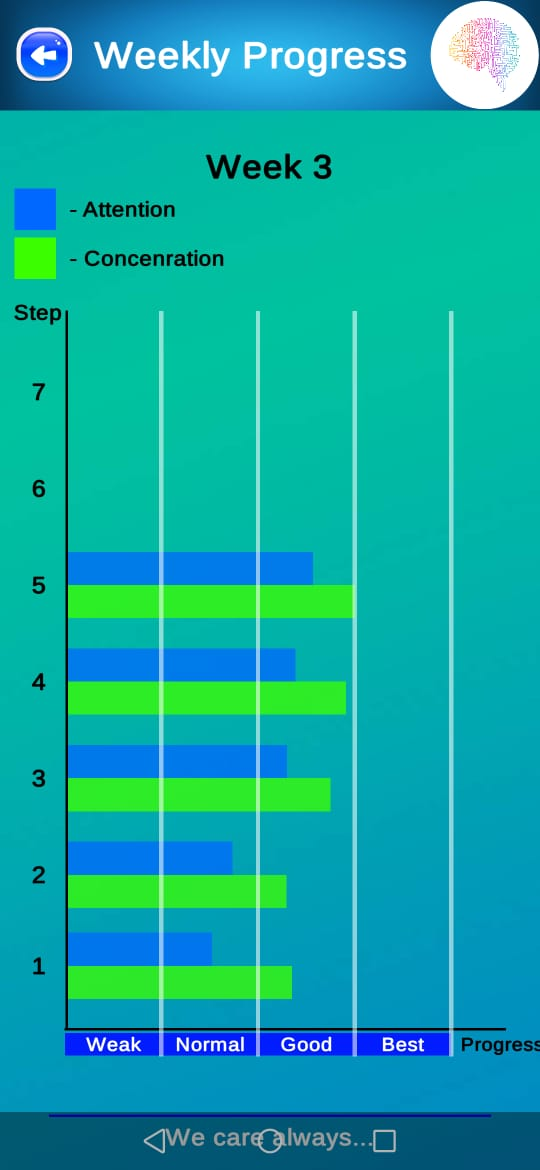 Weekly Progress
Week 3
- Attention
- Concenration
Step
7
6
5
4
3
2
1
Weak Normal Good Best Progress
We care always...